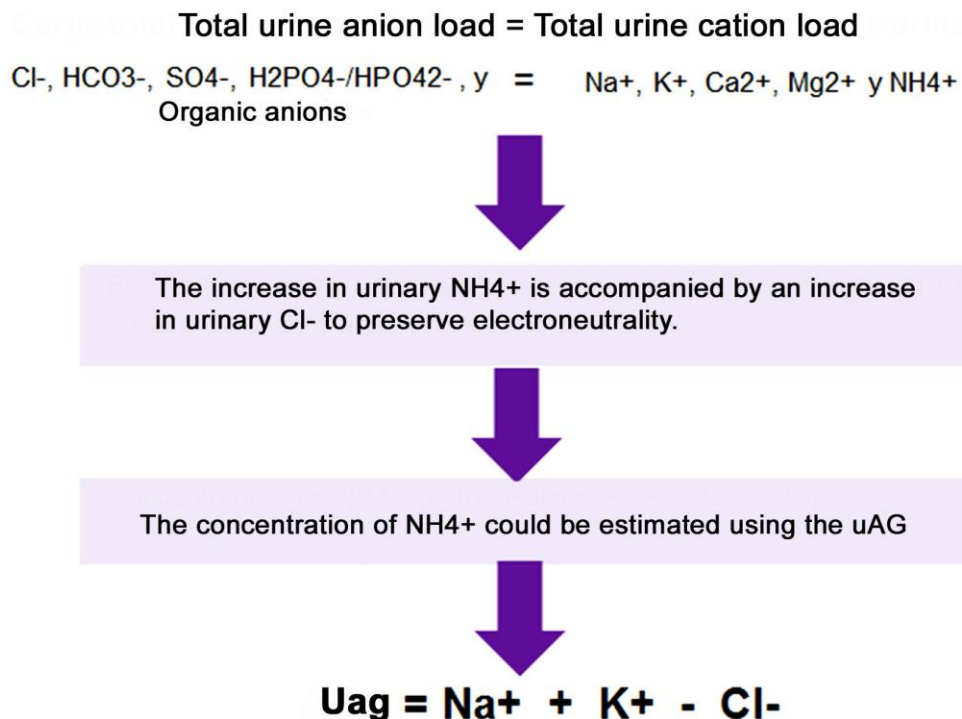 Total urine anion load = Total urine cation load
Cl-, HCO3-, SO4-, H2PO4-/HPO42- , y = Na+, K+, Ca2+, Mg2+ y NH4+
Organic anions
The increase in urinary NH4+ is accompanied by an increase
in urinary Cl- to preserve electroneutrality.
The concentration of NH4+ could be estimated using the uAG
Uag = Na+ + K+ - Cl-